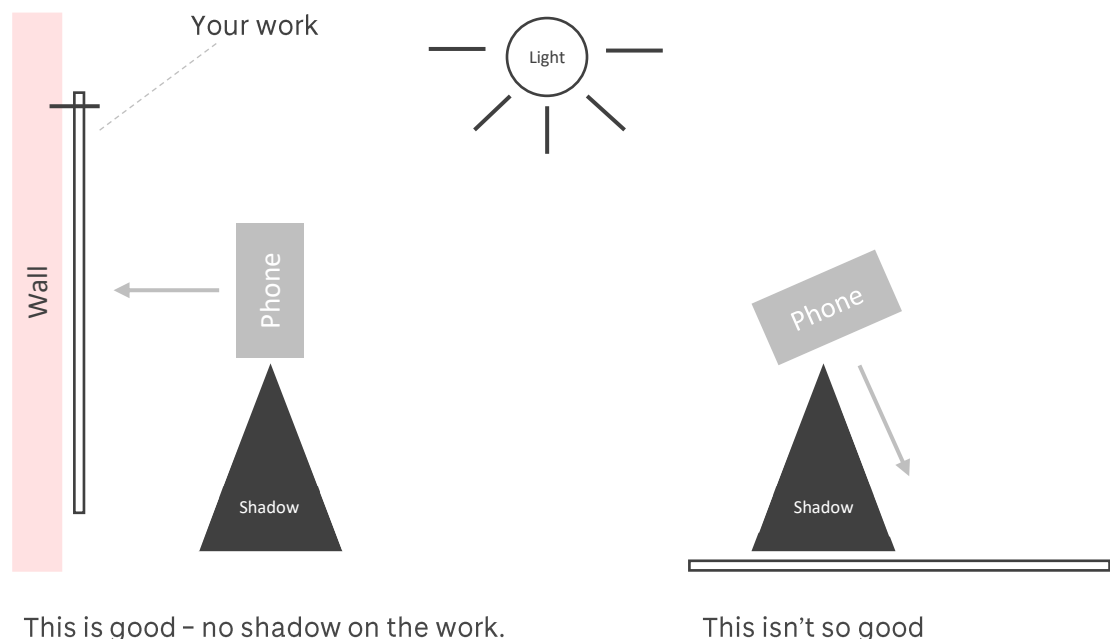 Your work
Light
Wall
Phone
Phone
Shadow
Shadow
This is good – no shadow on the work.
This isn’t so good